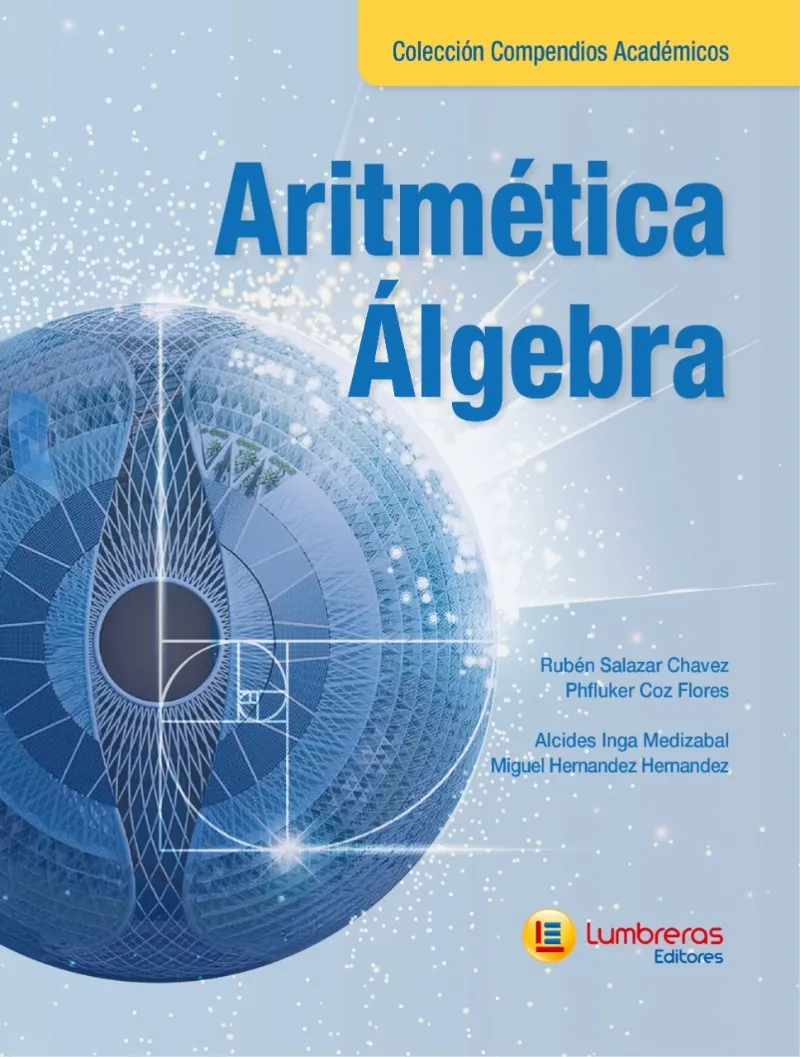 Colección Compendios Académicos
Aritmética
Álgebra
Rubén Salazar Chavez
Phfluker Coz Flores
Alcides Inga Medizabal
Miguel Hernandez Hernandez
Lumbreras
Editores